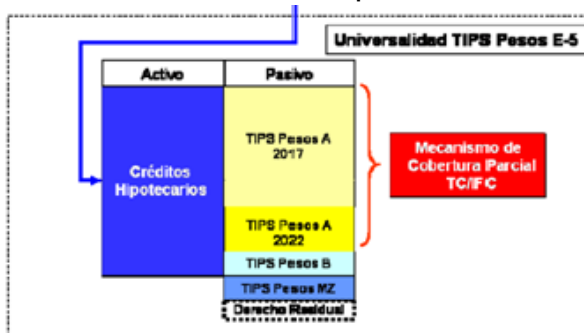 Universalidad TIPS Pesos E-5
Activo
Pasivo
Créditos
Hipotecarios
TIPS Pesos A
2017
TIPS Pesos A
2022
TIPS Pesos B
TIPS Pesos MZ
Derecho Residual
Mecanismo de
Cobertura Parcial
TC/IFC